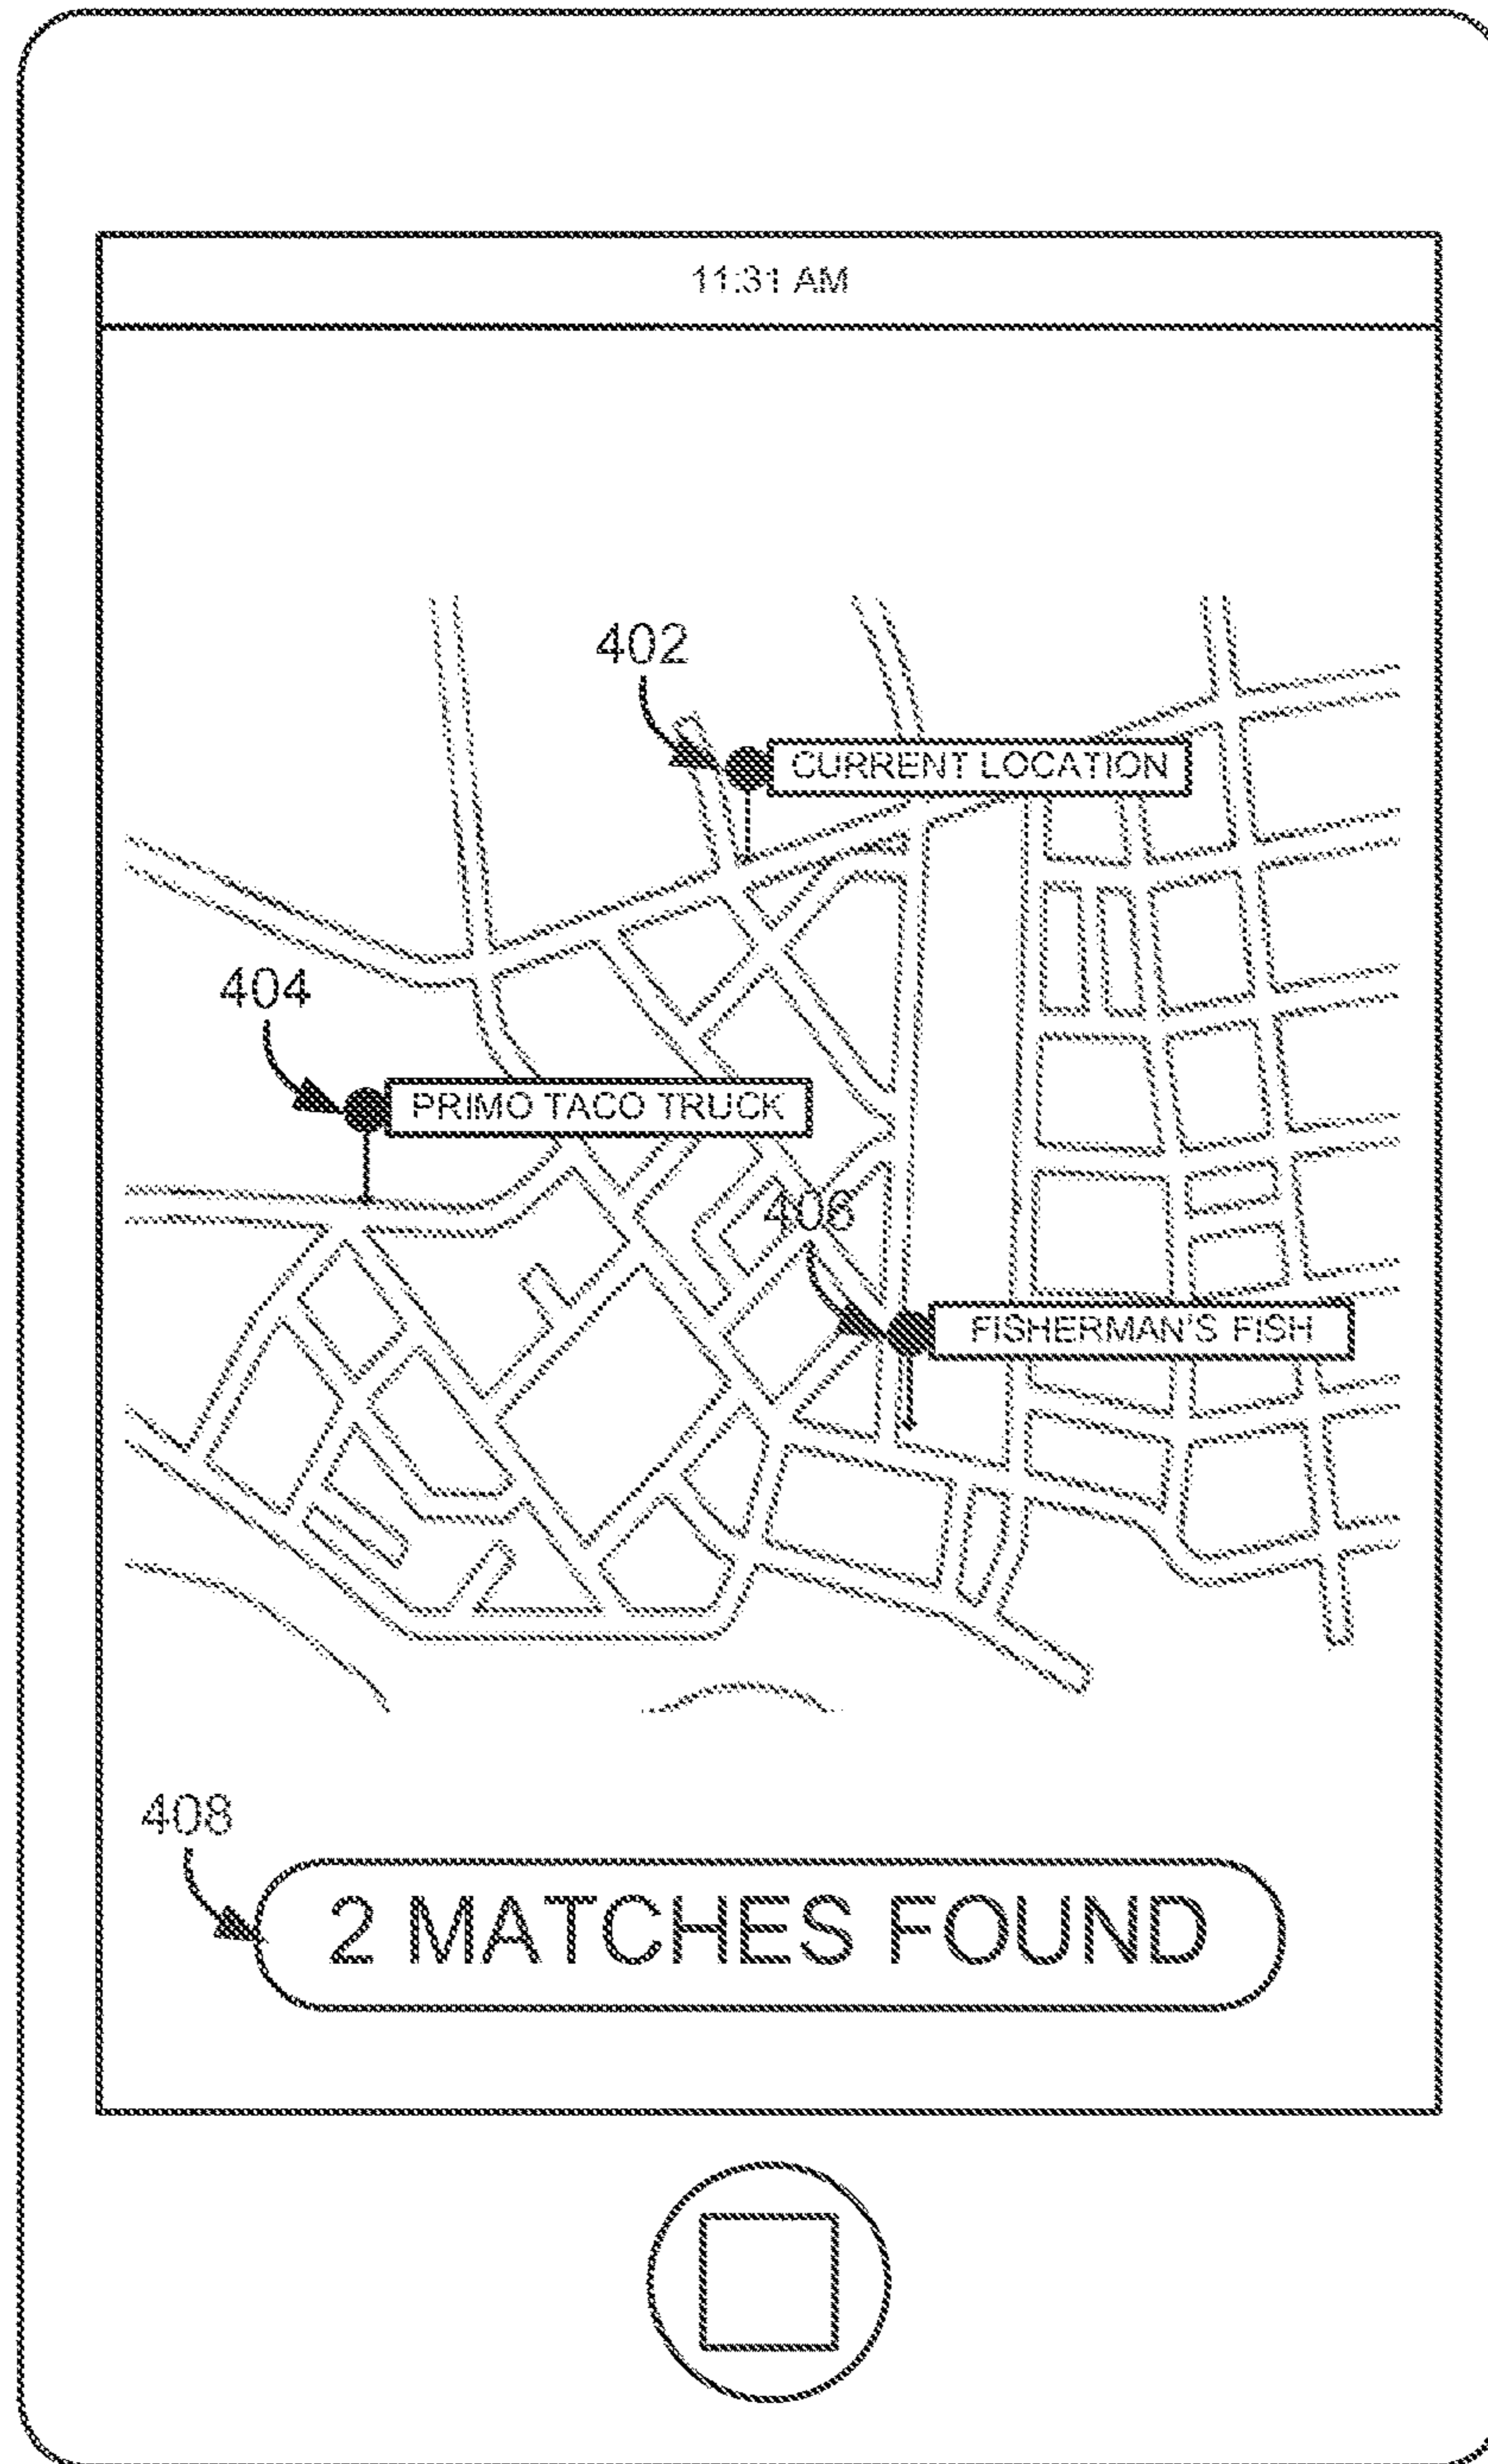 11:31 AM
402
CURRENT LOCATION
404
PRIMO TACO TRUCK
406
FISHERMAN'S FISH
408
2 MATCHES FOUND